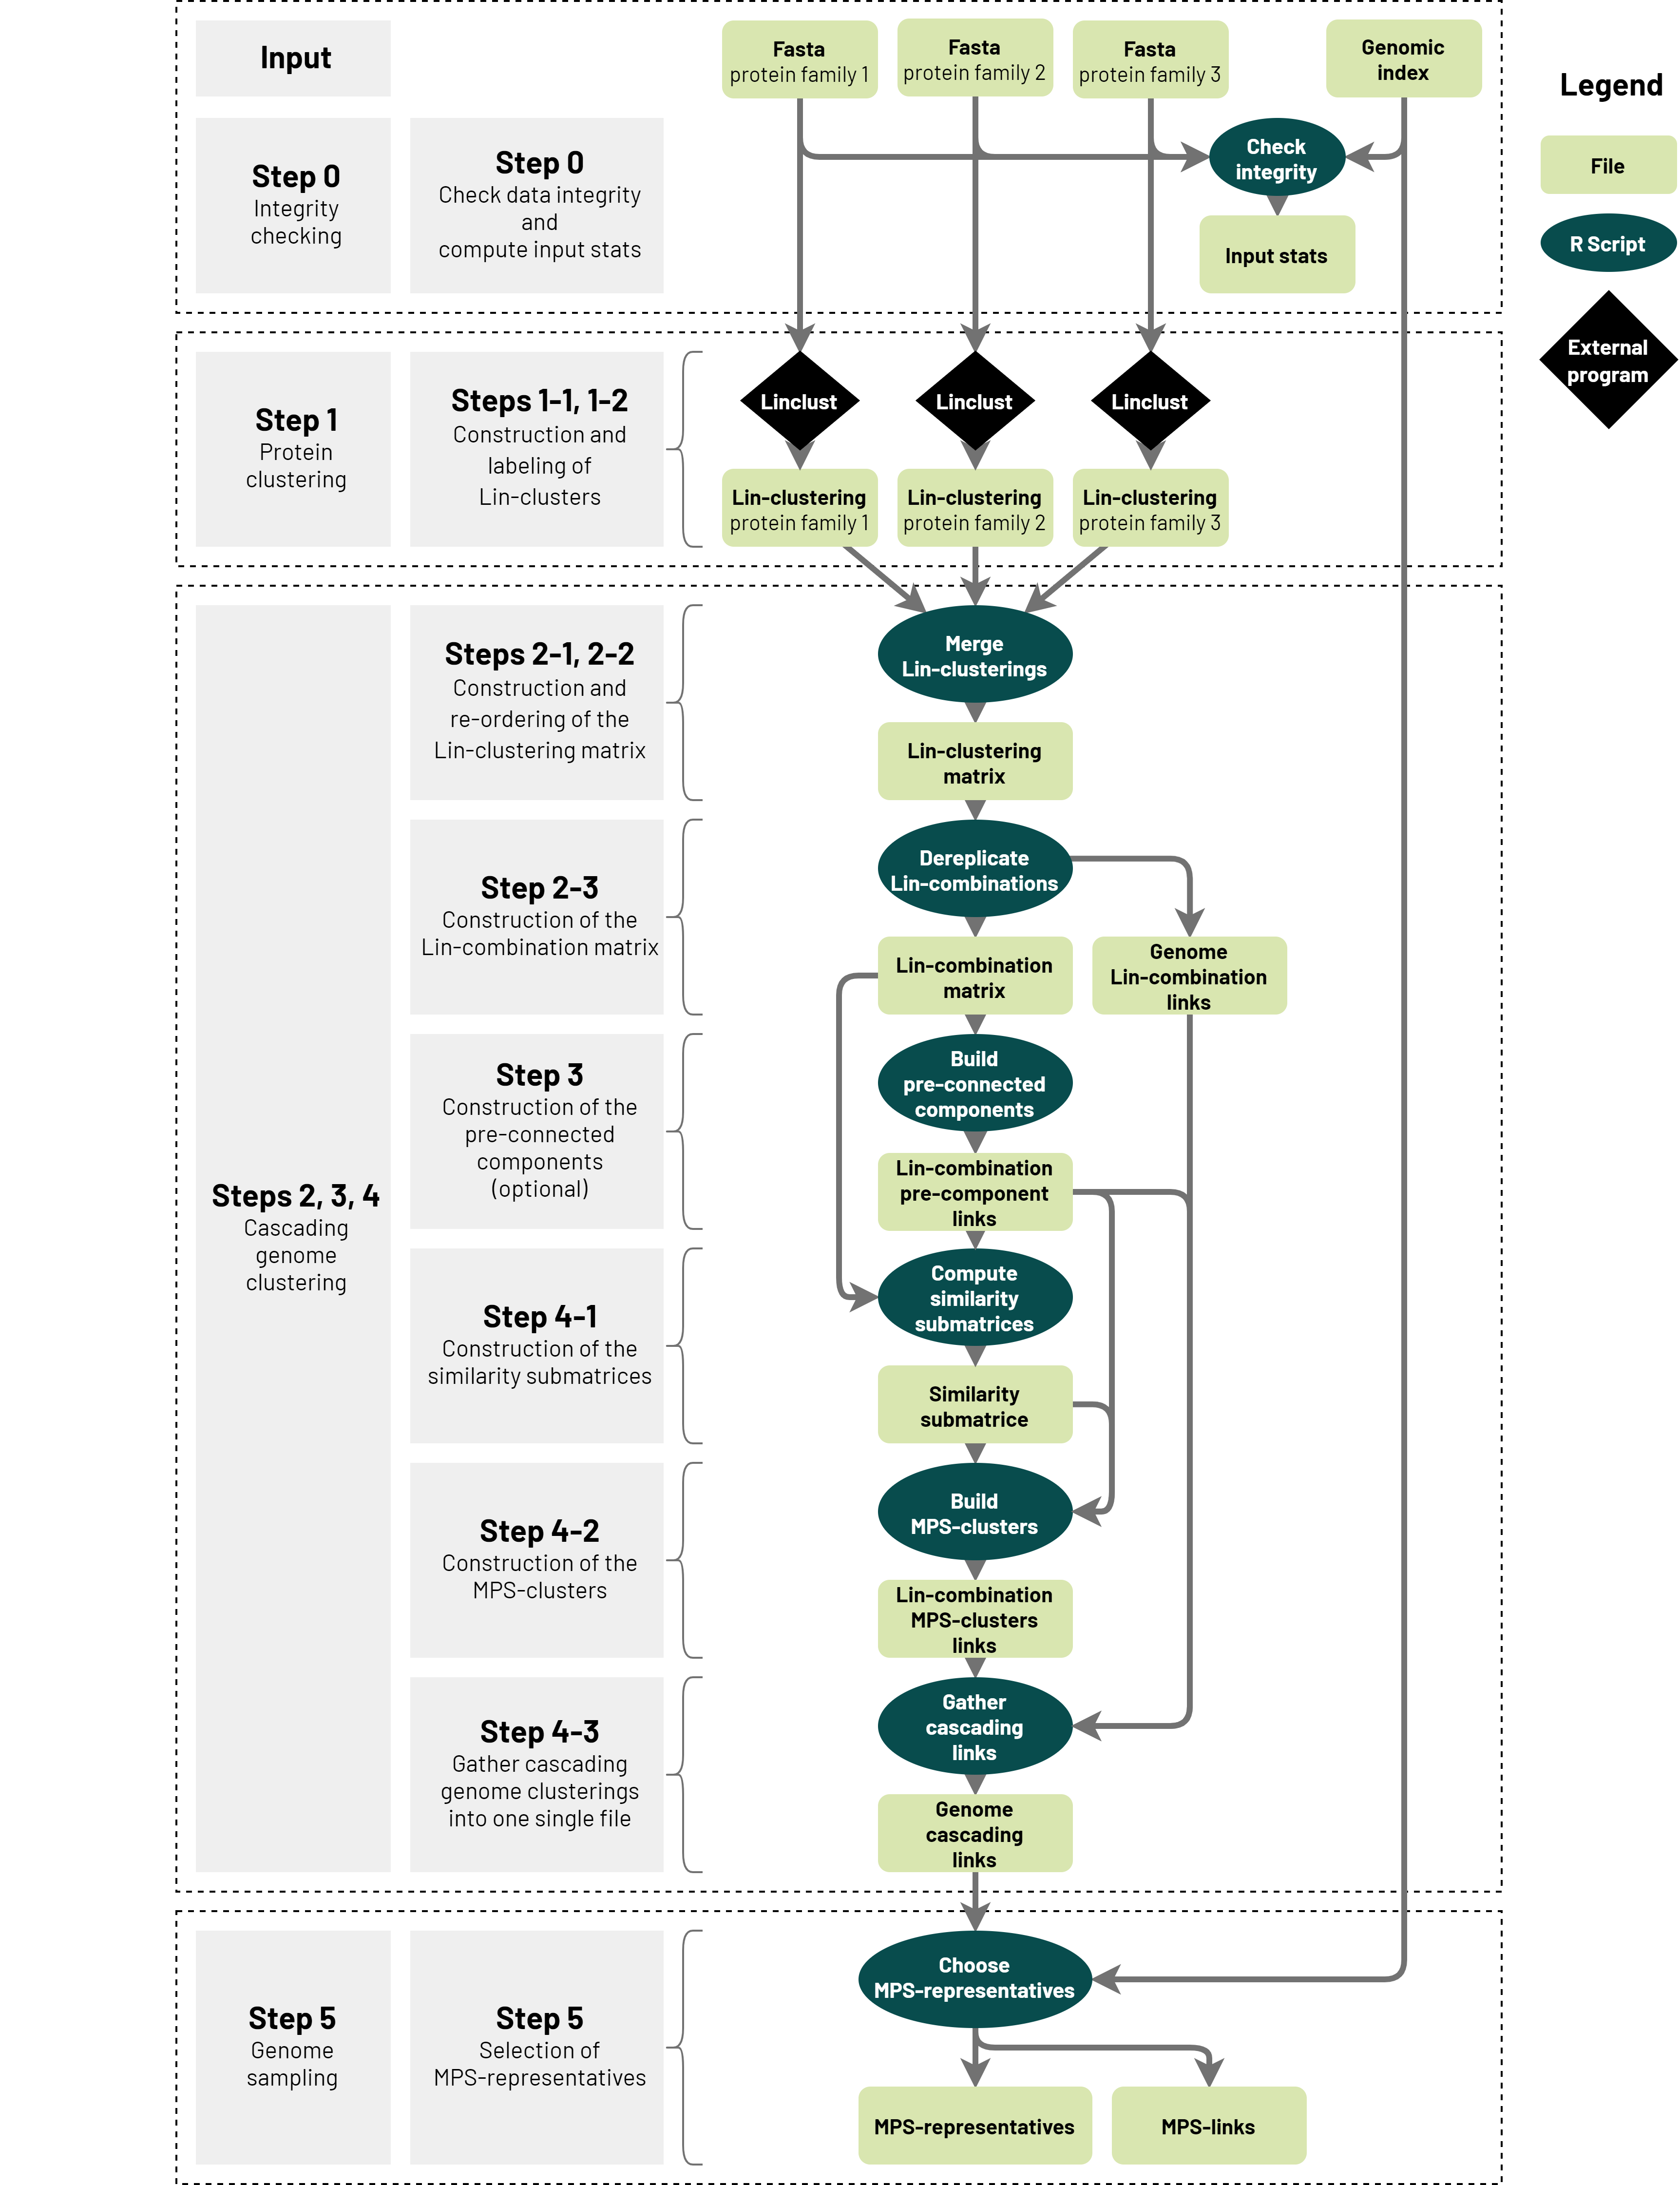 Input
Fasta
protein family 1
Fasta
protein family 2
Fasta
protein family 3
Genomic
index
Legend
File
R Script
External
program
Step 0
Integrity
checking
Step 0
Check data integrity
and
compute input stats
Check
integrity
Input stats
Step 1
Protein
clustering
Steps 1-1, 1-2
Construction and
labeling of
Lin-clusters
Linclust
Linclust
Linclust
Lin-clustering
protein family 1
Lin-clustering
protein family 2
Lin-clustering
protein family 3
Steps 2, 3, 4
Cascading
genome
clustering
Steps 2-1, 2-2
Construction and
re-ordering of the
Lin-clustering matrix
Merge
Lin-clusterings
Lin-clustering
matrix
Step 2-3
Construction of the
Lin-combination matrix
Dereplicate
Lin-combinations
Lin-combination
matrix
Genome
Lin-combination
links
Step 3
Construction of the
pre-connected
components
(optional)
Build
pre-connected
components
Lin-combination
pre-component
links
Step 4-1
Construction of the
similarity submatrices
Compute
similarity
submatrices
Similarity
submatrice
Step 4-2
Construction of the
MPS-clusters
Build
MPS-clusters
Lin-combination
MPS-clusters
links
Step 4-3
Gather cascading
genome clusterings
into one single file
Gather
cascading
links
Genome
cascading
links
Step 5
Genome
sampling
Step 5
Selection of
MPS-representatives
Choose
MPS-representatives
MPS-representatives
MPS-links